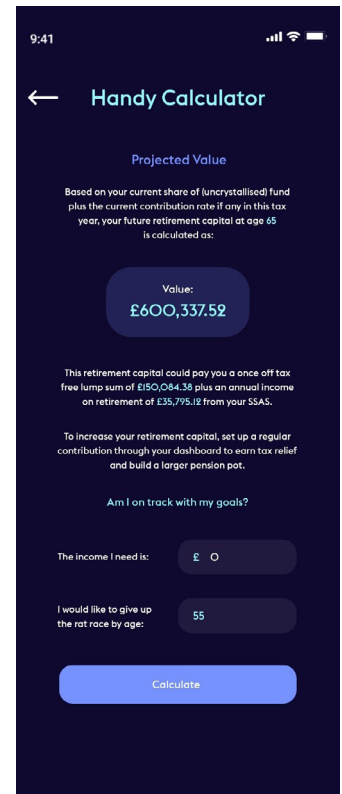 9:41
Handy Calculator
Projected Value
Based on your current share of (uncrystallised) fund
plus the current contribution rate if any in this tax
year, your future retirement capital at age 65
is calculated as:
Value:
£600,337.52
This retirement capital could pay you a once off tax
free lump sum of £150,084.38 plus an annual income
on retirement of £35,795.12 from your SSAS.
To increase your retirement capital, set up a regular
contribution through your dashboard to earn tax relief
and build a larger pension pot.
Am I on track with my goals?
The income I need is:
£ 0
I would like to give up
the rat race by age:
55
Calculate